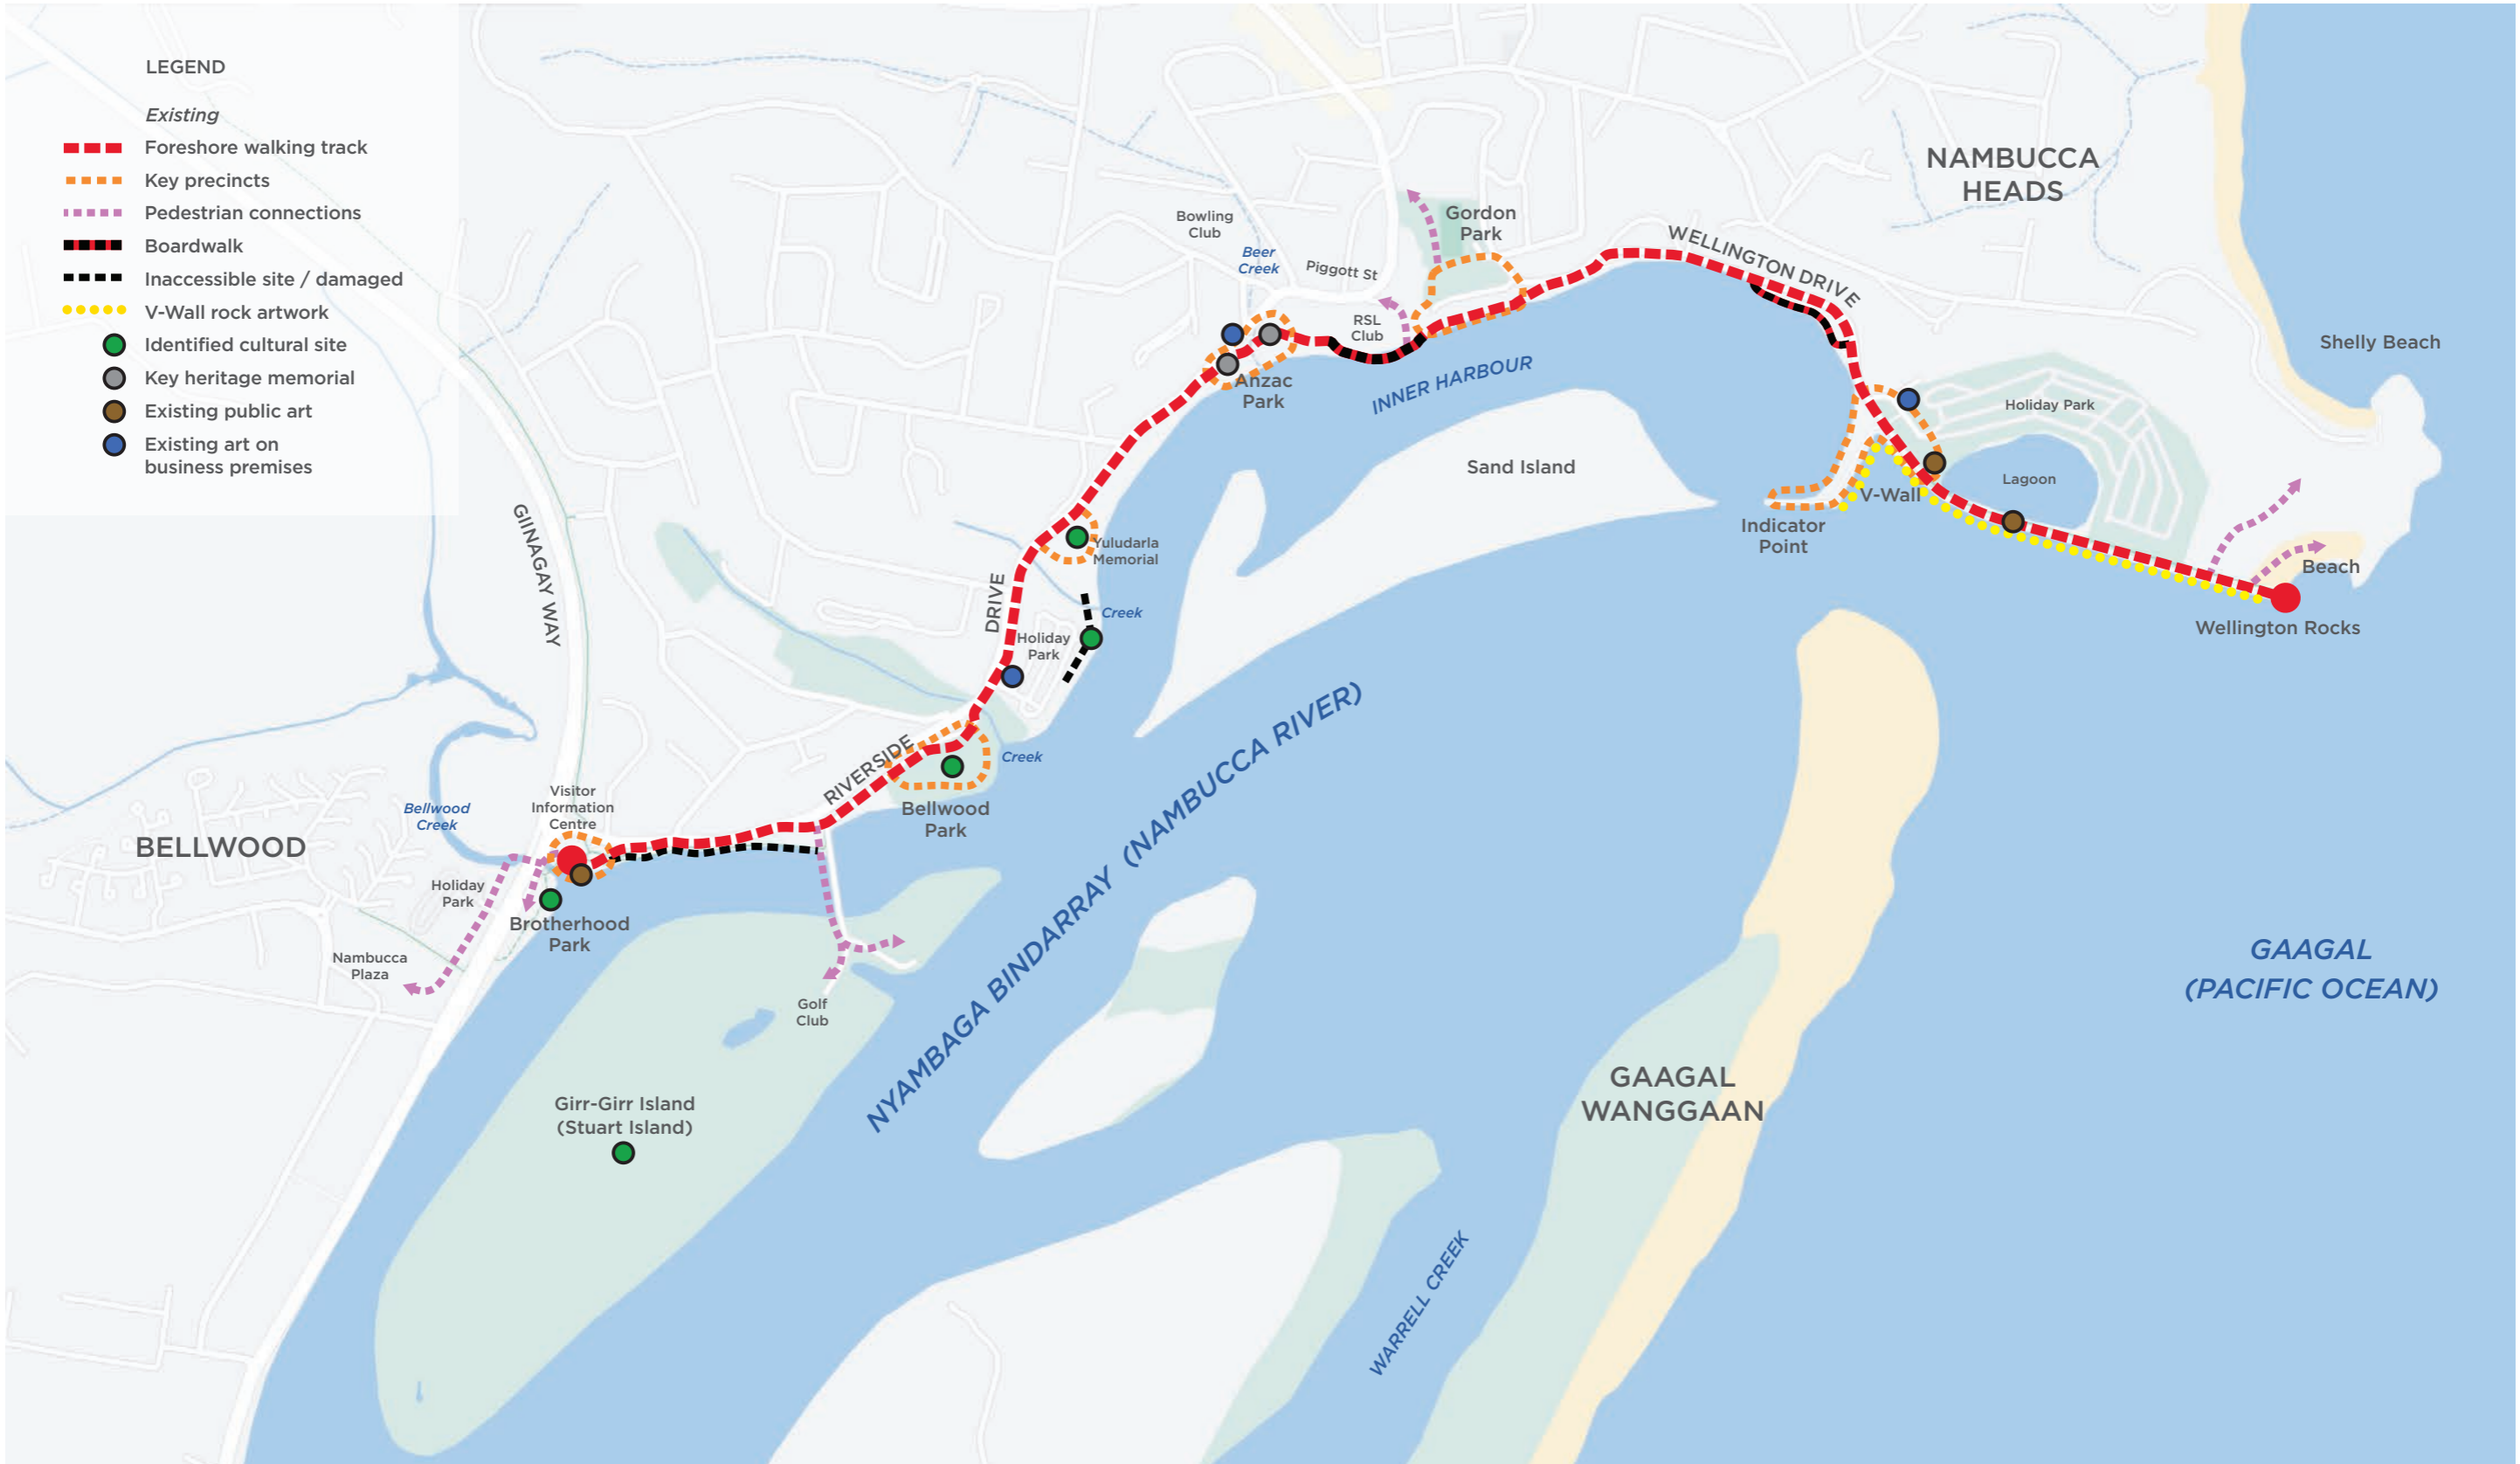 LEGEND
Existing
Foreshore walking track
Key precincts
Pedestrian connections
Boardwalk
Inaccessible site / damaged
V-Wall rock artwork
Identified cultural site
Key heritage memorial
Existing public art
Existing art on
business premises
NAMBUCCA
HEADS
Gordon
Park
Bowling
Club
Beer
Creek
Piggott St
WELLINGTON DRIVE
RSL
Club
Shelly Beach
Anzac
Park
INNER HARBOUR
Holiday Park
Sand Island
Lagoon
V-Wall
Indicator
Point
GIINAGAY WAY
Yuludarla
Memorial
Beach
DRIVE
Creek
Wellington Rocks
Holiday
Park
NYAMBAGA BINDARRAY (NAMBUCCA RIVER)
RIVERSIDE
Creek
Visitor
Information
Centre
Bellwood
Creek
Bellwood
Park
BELLWOOD
Holiday
Park
Brotherhood
Park
Nambucca
Plaza
GAAGAL
(PACIFIC OCEAN)
Golf
Club
GAAGAL
WANGGAAN
Girr-Girr Island
(Stuart Island)
WARRELL CREEK